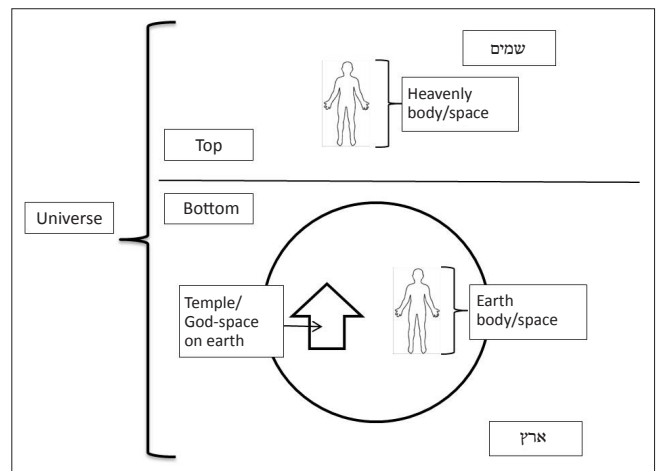 שמים
Heavenly
body/space
Top
Bottom
Universe
Temple/
God-space
on earth
Earth
body/space
ארץ